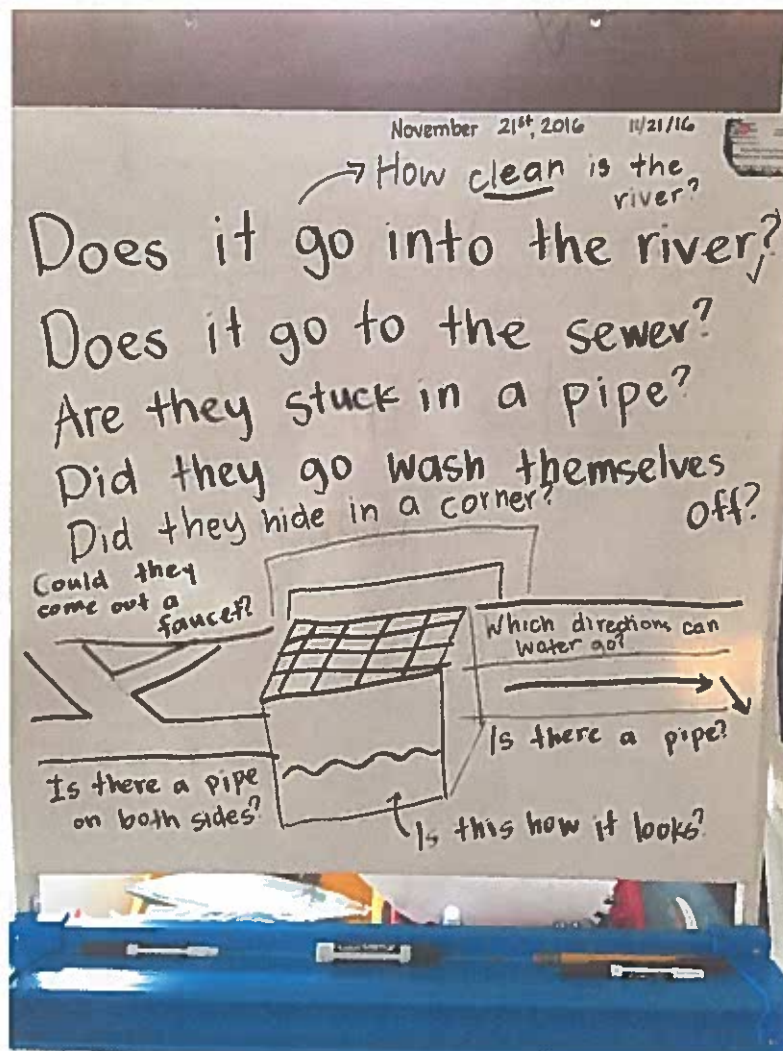 November 21st, 2016 11/21/16
How clean is the
river?
Does it go into the river?
Does it go to the sewer?
Are they stuck in a pipe?
Did they go wash themselves
off?
Did they hide in a corner?
Could they
come out a
faucet?
Which directions can
water go?
Is there a pipe?
Is there a pipe
on both sides?
Is this how it looks?